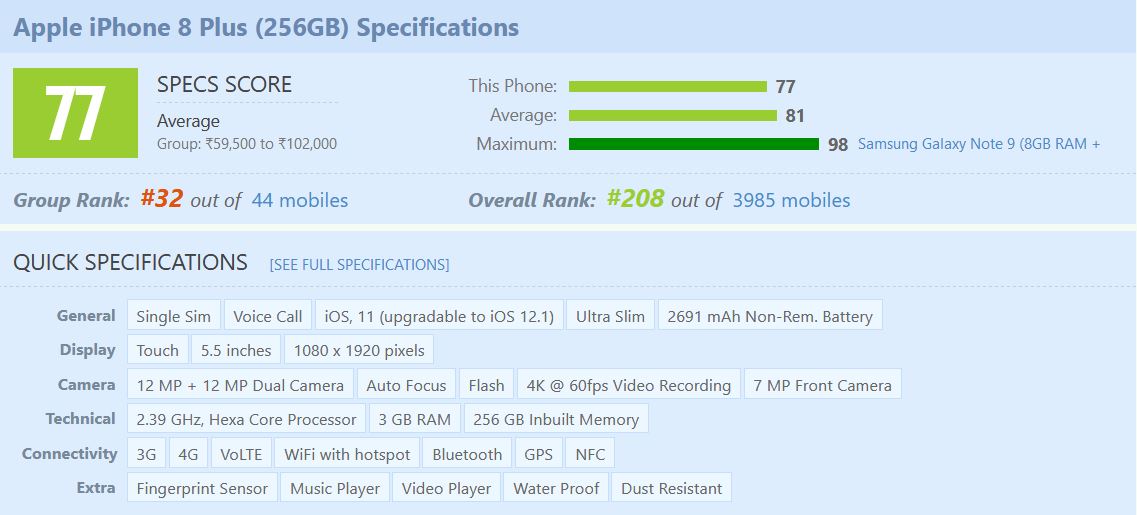 Apple iPhone 8 Plus (256GB) Specifications
77
SPECS SCORE
Average
Group: ₹59,500 to ₹102,000
This Phone: 77
Average: 81
Maximum: 98 Samsung Galaxy Note 9 (8GB RAM +
Group Rank: #32 out of 44 mobiles
Overall Rank: #208 out of 3985 mobiles
QUICK SPECIFICATIONS [SEE FULL SPECIFICATIONS]
General Single Sim Voice Call iOS, 11 (upgradable to iOS 12.1) Ultra Slim 2691 mAh Non-Rem. Battery
Display Touch 5.5 inches 1080 x 1920 pixels
Camera 12 MP + 12 MP Dual Camera Auto Focus Flash 4K @ 60fps Video Recording 7 MP Front Camera
Technical 2.39 GHz, Hexa Core Processor 3 GB RAM 256 GB Inbuilt Memory
Connectivity 3G 4G VoLTE WiFi with hotspot Bluetooth GPS NFC
Extra Fingerprint Sensor Music Player Video Player Water Proof Dust Resistant